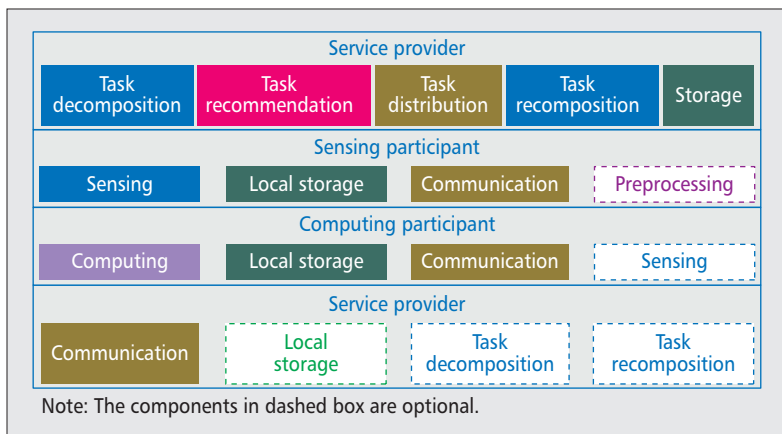 Service provider
Task
decomposition
Task
recommendation
Task
distribution
Task
recomposition
Storage
Sensing participant
Sensing
Local storage
Communication
Preprocessing
Computing participant
Computing
Local storage
Communication
Sensing
Service provider
Communication
Local
storage
Task
decomposition
Task
recomposition
Note: The components in dashed box are optional.